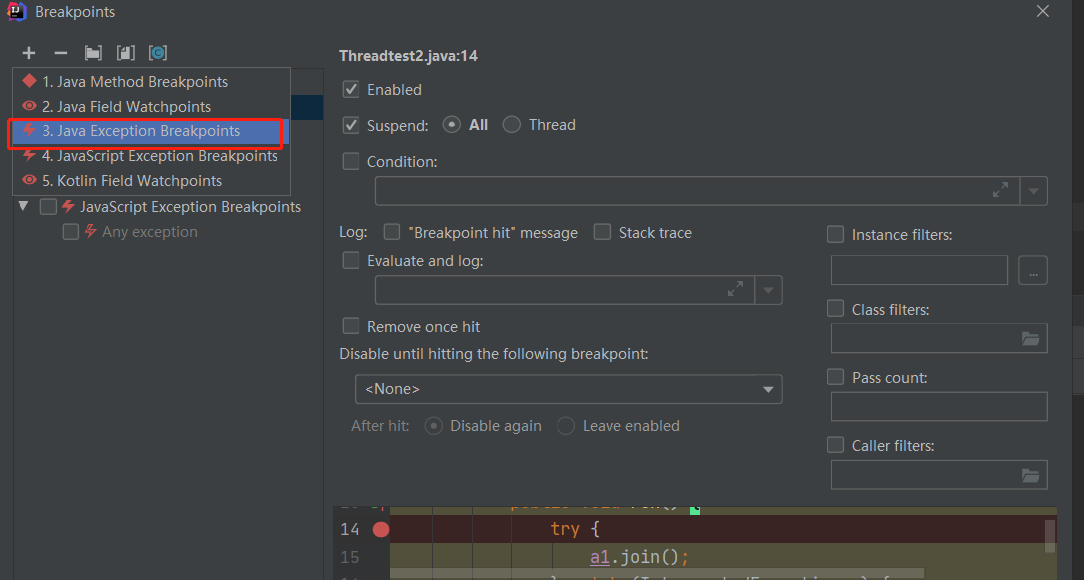 Breakpoints
Threadtest2.java:14
1. Java Method Breakpoints
2. Java Field Watchpoints
3. Java Exception Breakpoints
4. JavaScript Exception Breakpoints
5. Kotlin Field Watchpoints
JavaScript Exception Breakpoints
Any exception
Enabled
Suspend: All Thread
Condition:
Log: "Breakpoint hit" message Stack trace
Evaluate and log:
Remove once hit
Disable until hitting the following breakpoint:
<None>
After hit: Disable again Leave enabled
Instance filters:
...
Class filters:
Pass count:
Caller filters:
14 try {
15 a1.join();